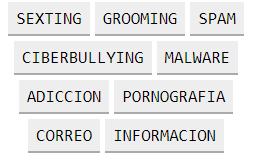 SEXTING GROOMING SPAM
CIBERBULLYING MALWARE
ADICCION PORNOGRAFIA
CORREO INFORMACION